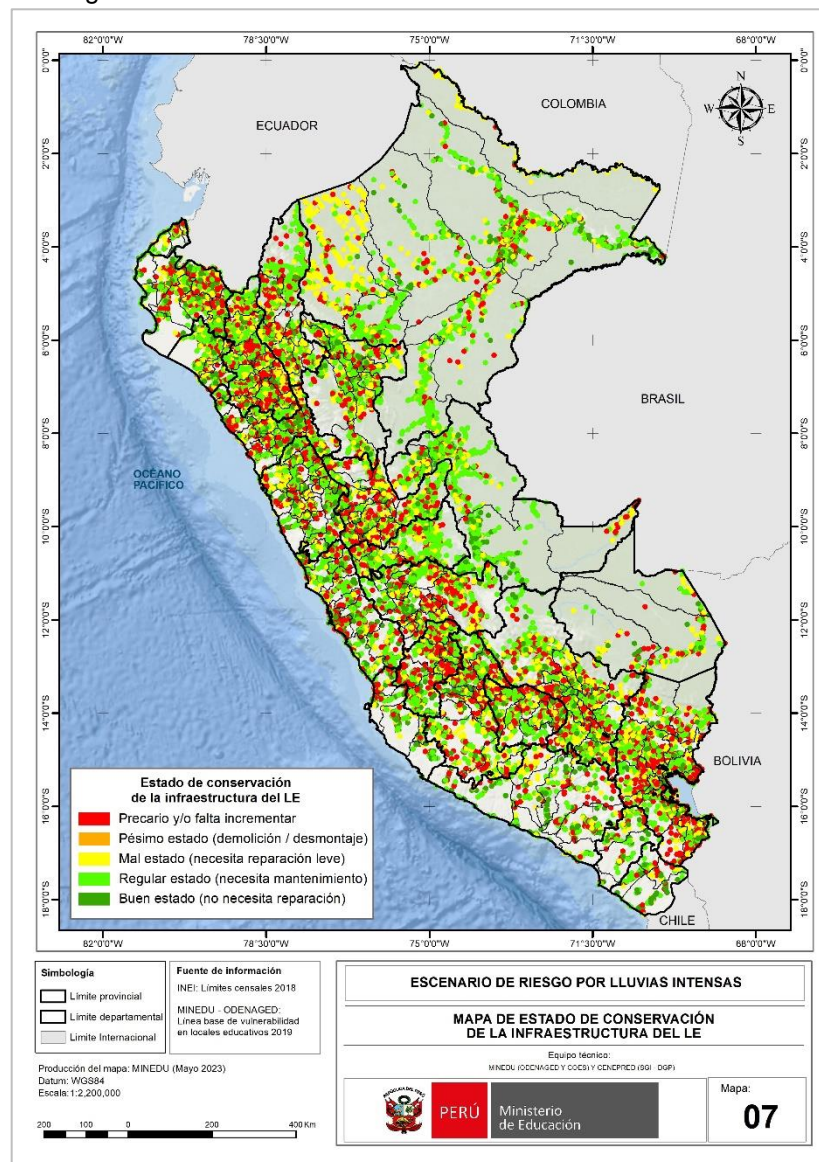 82°0'0"W 78°30'0"W 75°0'0"W 71°30'0"W 68°0'0"W
0°0'0" 0°0'0"
2°0'0"S 2°0'0"S
4°0'0"S 4°0'0"S
6°0'0"S 6°0'0"S
8°0'0"S 8°0'0"S
10°0'0"S 10°0'0"S
12°0'0"S 12°0'0"S
14°0'0"S 14°0'0"S
16°0'0"S 16°0'0"S
18°0'0"S 18°0'0"S
N
W E
S
COLOMBIA
ECUADOR
BRASIL
OCÉANO
PACÍFICO
BOLIVIA
CHILE
Estado de conservación
de la infraestructura del LE
Precario y/o falta incrementar
Pésimo estado (demolición / desmontaje)
Mal estado (necesita reparación leve)
Regular estado (necesita mantenimiento)
Buen estado (no necesita reparación)
82°0'0"W 78°30'0"W 75°0'0"W 71°30'0"W 68°0'0"W
Simbología
Límite provincial
Límite departamental
Límite Internacional
Fuente de información
INEI: Límites censales 2018
MINEDU - ODENAGED:
Línea base de vulnerabilidad
en locales educativos 2019
Producción del mapa: MINEDU (Mayo 2023)
Datum: WGS84
Escala: 1:2,200,000
200 100 0 200 400 Km
ESCENARIO DE RIESGO POR LLUVIAS INTENSAS
MAPA DE ESTADO DE CONSERVACIÓN
DE LA INFRAESTRUCTURA DEL LE
Equipo técnico:
MINEDU (ODENAGED Y COES) Y CENEPRED (SGI - DGP)
PERÚ
Ministerio
de Educación
Mapa:
07